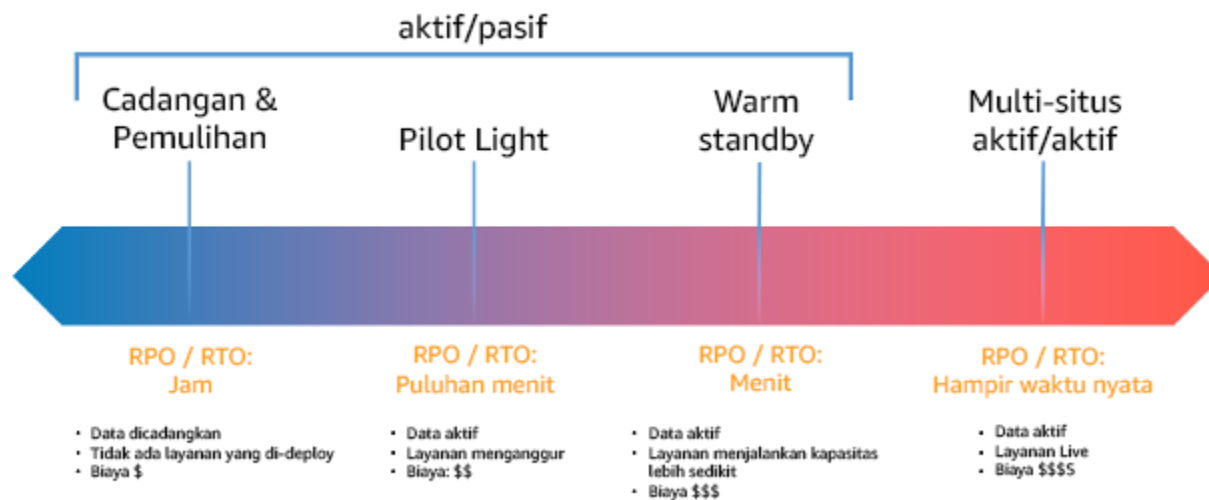 aktif/pasif
Cadangan &
Pemulihan
Pilot Light
Warm
standby
Multi-situs
aktif/aktif
RPO / RTO:
Jam
RPO / RTO:
Puluhan menit
RPO / RTO:
Menit
RPO / RTO:
Hampir waktu nyata
• Data dicadangkan
• Tidak ada layanan yang di-deploy
• Biaya $
• Data aktif
• Layanan menganggur
• Biaya: $$
• Data aktif
• Layanan menjalankan kapasitas
lebih sedikit
• Biaya $$$
• Data aktif
• Layanan Live
• Biaya $$$$